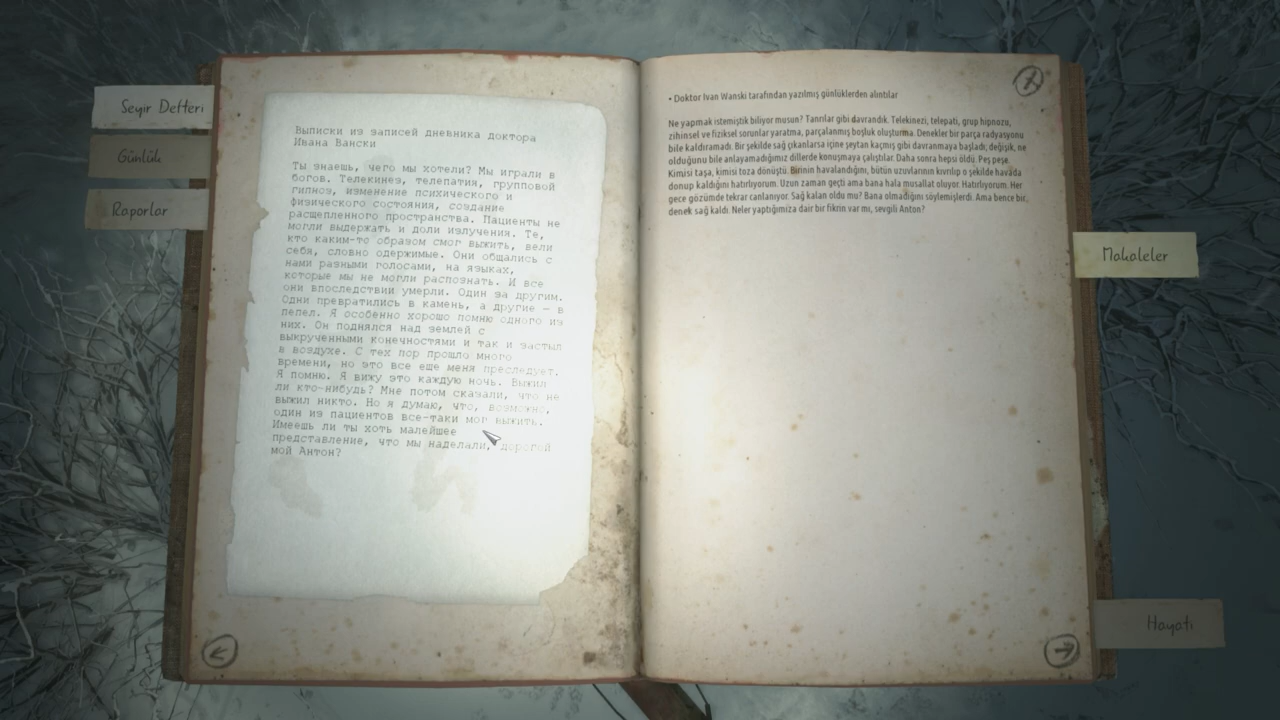 Seyir Defteri
Günlük
Raporlar
Выписки из записей дневника доктора
Ивана Вански
Ты знаешь, чего мы хотели? Мы играли в
богов. Телекинез, телепатия, групповой
гипноз, изменение психического и
физического состояния, создание
расщепленного пространства. Пациенты не
могли выдержать и доли излучения. Те,
кто каким-то образом смог выжить, вели
себя, словно одержимые. Они общались с
нами разными голосами, на языках,
которые мы не могли распознать. И все
они впоследствии умерли. Один за другим.
Одни превратились в камень, а другие – в
пепел. Я особенно хорошо помню одного из
них. Он поднялся над землей с
выкрученными конечностями и так и застыл
в воздухе. С тех пор прошло много
времени, но это все еще меня преследует.
Я помню. Я вижу это каждую ночь. Выжил
ли кто-нибудь? Мне потом сказали, что не
выжил никто. Но я думаю, что, возможно,
один из пациентов все-таки мог выжить.
Имеешь ли ты хоть малейшее
представление, что мы наделали, дорогой
мой Антон?
• Doktor Ivan Wanski tarafından yazılmış günlüklerden alıntılar
Ne yapmak istemiştik biliyor musun? Tanrılar gibi davrandık. Telekinezi, telepati, grup hipnozu,
zihinsel ve fiziksel sorunlar yaratma, parçalanmış boşluk oluşturma. Denekler bir parça radyasyonu
bile kaldıramadı. Bir şekilde sağ çıkanlarsa içine şeytan kaçmış gibi davranmaya başladı; değişik, ne
olduğunu bile anlayamadığımız dillerde konuşmaya çalıştılar. Daha sonra hepsi öldü. Peş peşe.
Kimisi taşa, kimisi toza dönüştü. Birinin havalandığını, bütün uzuvlarının kıvrılıp o şekilde havada
donup kaldığını hatırlıyorum. Uzun zaman geçti ama bana hala musallat oluyor. Hatırlıyorum. Her
gece gözümde tekrar canlanıyor. Sağ kalan oldu mu? Bana olmadığını söylemişlerdi. Ama bence bir
denek sağ kaldı. Neler yaptığımıza dair bir fikrin var mı, sevgili Anton?
Makaleler
Hayati